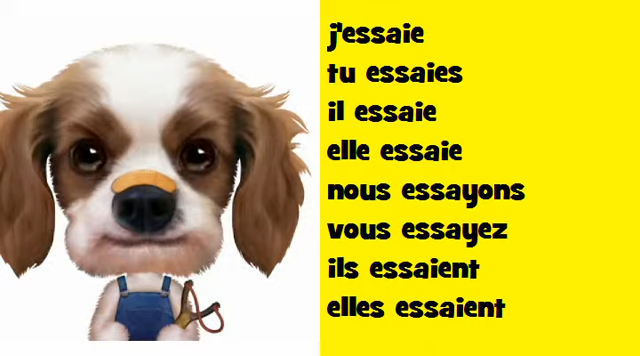 j'essaie
tu essaies
il essaie
elle essaie
nous essayons
vous essayez
ils essaient
elles essaient